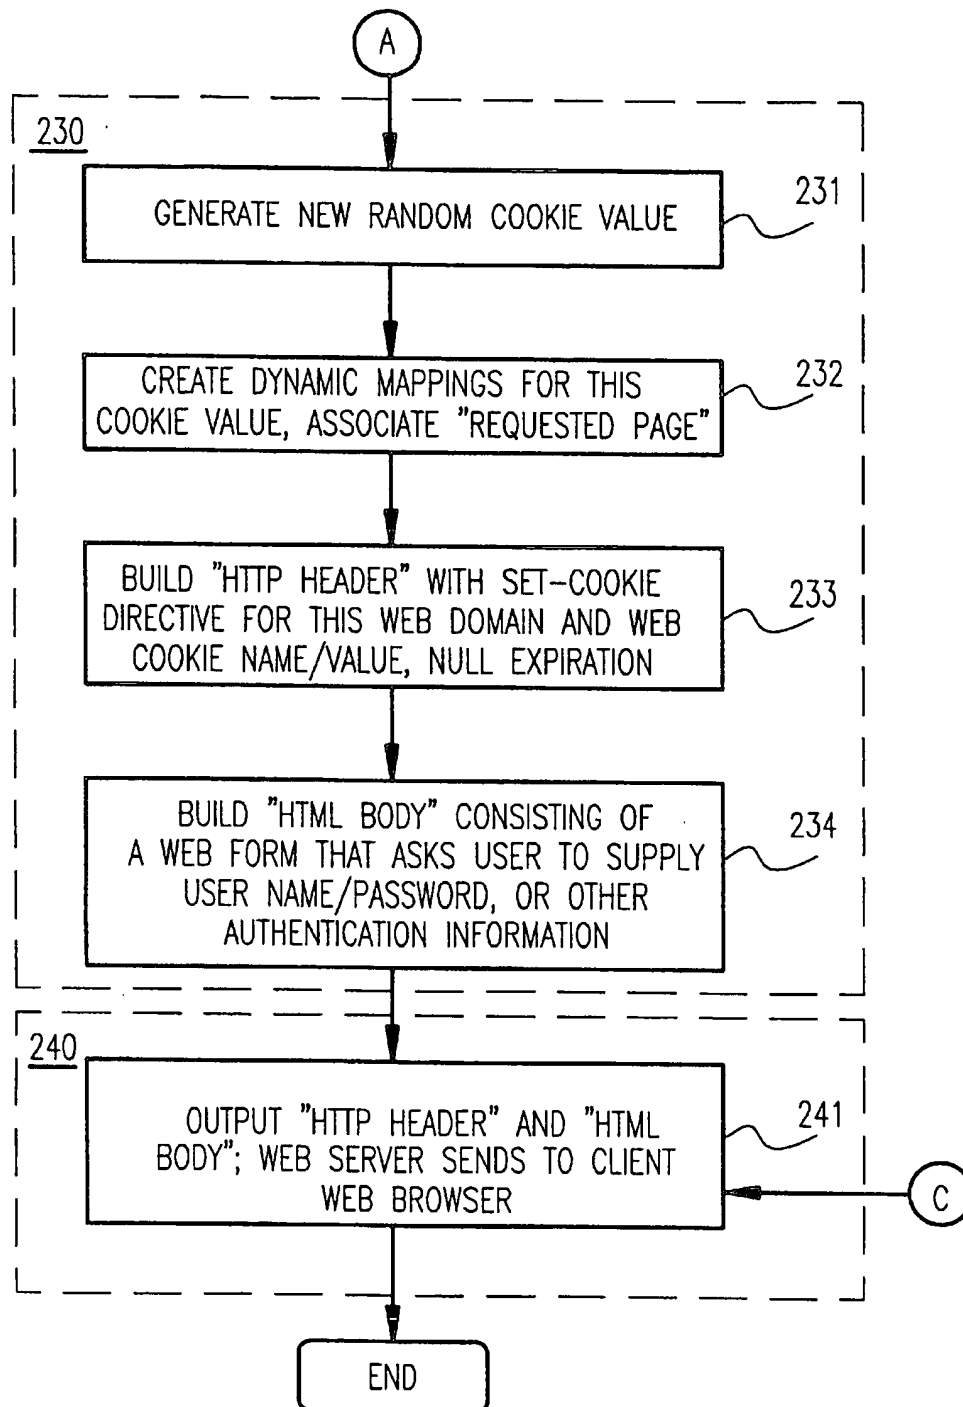 A
230
GENERATE NEW RANDOM COOKIE VALUE
231
CREATE DYNAMIC MAPPINGS FOR THIS
COOKIE VALUE, ASSOCIATE "REQUESTED PAGE"
232
BUILD "HTTP HEADER" WITH SET-COOKIE
DIRECTIVE FOR THIS WEB DOMAIN AND WEB
COOKIE NAME/VALUE, NULL EXPIRATION
233
BUILD "HTML BODY" CONSISTING OF
A WEB FORM THAT ASKS USER TO SUPPLY
USER NAME/PASSWORD, OR OTHER
AUTHENTICATION INFORMATION
234
240
OUTPUT "HTTP HEADER" AND "HTML
BODY"; WEB SERVER SENDS TO CLIENT
WEB BROWSER
241
C
END